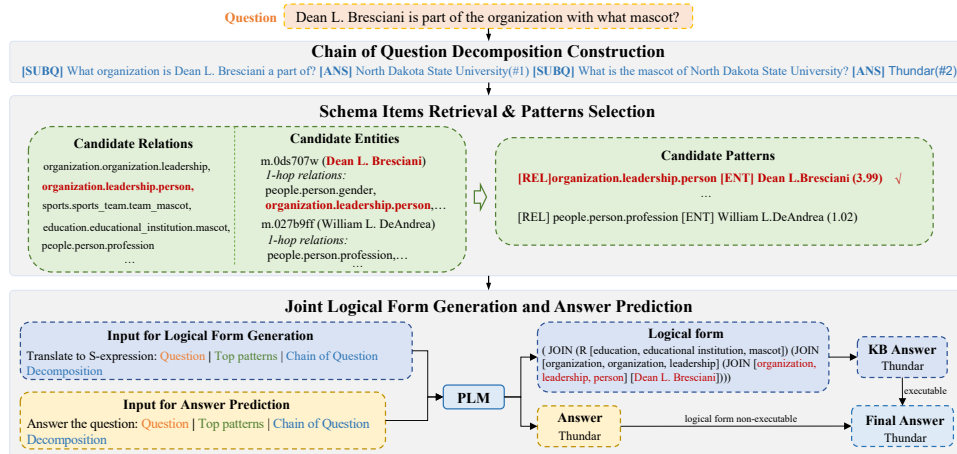 Question
Dean L. Bresciani is part of the organization with what mascot?
Chain of Question Decomposition Construction
[SUBQ] What organization is Dean L. Bresciani a part of? [ANS] North Dakota State University(#1) [SUBQ] What is the mascot of North Dakota State University? [ANS] Thundar(#2)
Schema Items Retrieval & Patterns Selection
Candidate Relations
organization.organization.leadership,
organization.leadership.person,
sports.sports_team.team_mascot,
education.educational_institution.mascot,
people.person.profession
...
Candidate Entities
m.0ds707w (Dean L. Bresciani)
1-hop relations:
people.person.gender,
organization.leadership.person,...
m.027b9ff (William L. DeAndrea)
1-hop relations:
people.person.profession,...
...
Candidate Patterns
[REL]organization.leadership.person [ENT] Dean L.Bresciani (3.99) √
...
[REL] people.person.profession [ENT] William L.DeAndrea (1.02)
Joint Logical Form Generation and Answer Prediction
Input for Logical Form Generation
Translate to S-expression: Question | Top patterns | Chain of Question
Decomposition
Input for Answer Prediction
Answer the question: Question | Top patterns | Chain of Question
Decomposition
PLM
Logical form
( JOIN (R [education, educational institution, mascot]) (JOIN
[organization, organization, leadership] (JOIN [organization,
leadership, person] [Dean L. Bresciani])))
KB Answer
Thundar
executable
Answer
Thundar
logical form non-executable
Final Answer
Thundar